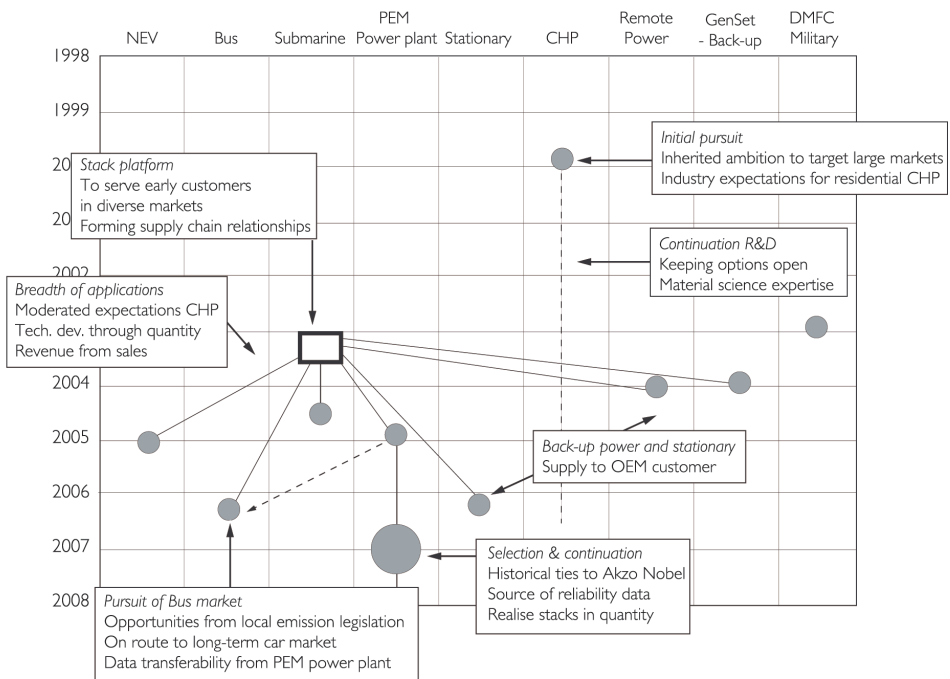 NEV
Bus
Submarine
PEM
Power plant
Stationary
CHP
Remote
Power
GenSet
- Back-up
DMFC
Military
1998
1999
Initial pursuit
Inherited ambition to target large markets
Industry expectations for residential CHP
20
Stack platform
To serve early customers
in diverse markets
Forming supply chain relationships
20
Continuation R&D
Keeping options open
Material science expertise
2002
Breadth of applications
Moderated expectations CHP
Tech. dev. through quantity
Revenue from sales
2004
2005
Back-up power and stationary
Supply to OEM customer
2006
2007
Selection & continuation
Historical ties to Akzo Nobel
Source of reliability data
Realise stacks in quantity
2008
Pursuit of Bus market
Opportunities from local emission legislation
On route to long-term car market
Data transferability from PEM power plant